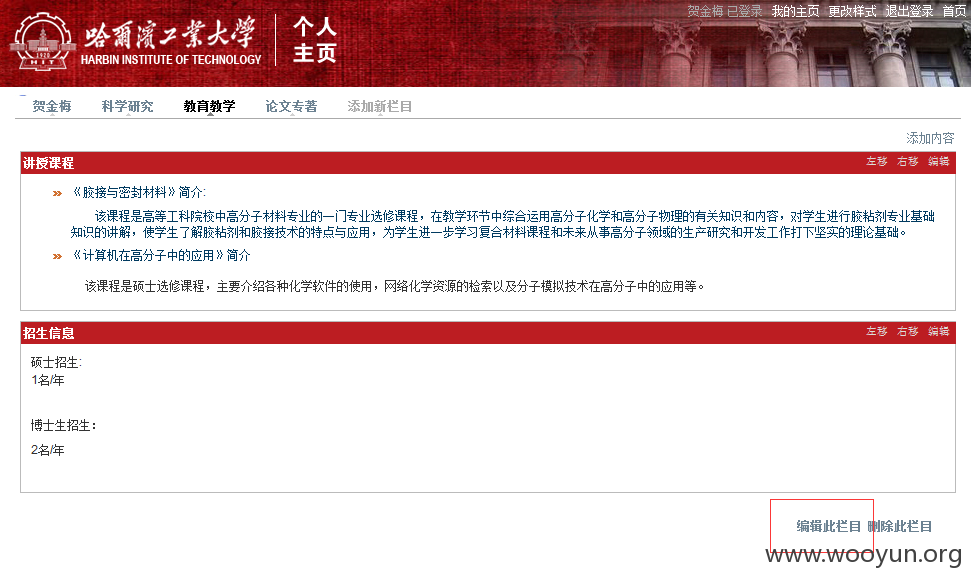 贺金梅 已登录 我的主页 更改样式 退出登录 首页
哈尔滨工业大学
HARBIN INSTITUTE OF TECHNOLOGY
个人
主页
1920
HIT
贺金梅 科学研究 教育教学 论文专著 添加新栏目
添加内容
讲授课程 左移 右移 编辑
《胶接与密封材料》简介:
该课程是高等工科院校中高分子材料专业的一门专业选修课程，在教学环节中综合运用高分子化学和高分子物理的有关知识和内容，对学生进行胶粘剂专业基础
知识的讲解，使学生了解胶粘剂和胶接技术的特点与应用，为学生进一步学习复合材料课程和未来从事高分子领域的生产研究和开发工作打下坚实的理论基础。
《计算机在高分子中的应用》简介
该课程是硕士选修课程，主要介绍各种化学软件的使用，网络化学资源的检索以及分子模拟技术在高分子中的应用等。
招生信息 左移 右移 编辑
硕士招生:
1名/年
博士生招生：
2名/年
编辑此栏目 删除此栏目
www.wooyun.org